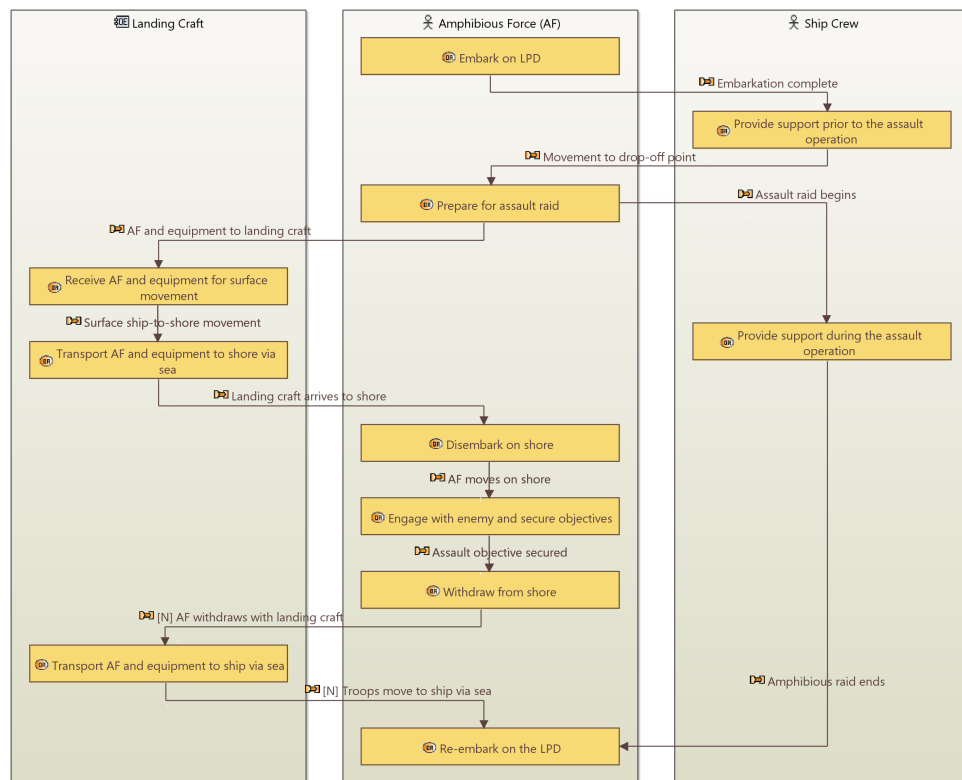 Landing Craft
Amphibious Force (AF)
Ship Crew
Embark on LPD
Embarkation complete
Provide support prior to the assault
operation
Movement to drop-off point
Prepare for assault raid
Assault raid begins
AF and equipment to landing craft
Receive AF and equipment for surface
movement
Surface ship-to-shore movement
Provide support during the assault
operation
Transport AF and equipment to shore via
sea
Landing craft arrives to shore
Disembark on shore
AF moves on shore
Engage with enemy and secure objectives
Assault objective secured
Withdraw from shore
[N] AF withdraws with landing craft
Transport AF and equipment to ship via sea
Amphibious raid ends
[N] Troops move to ship via sea
Re-embark on the LPD